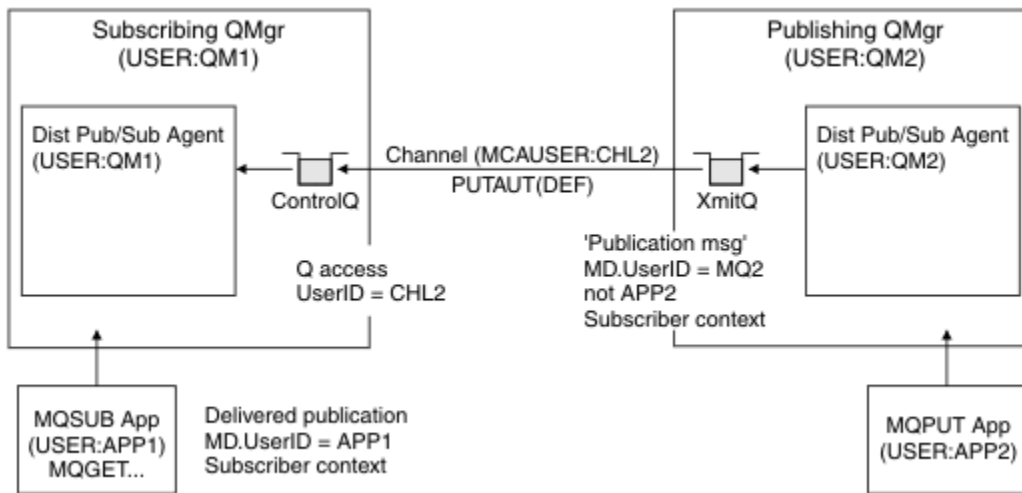 Subscribing QMgr
(USER:QM1)
Publishing QMgr
(USER:QM2)
Dist Pub/Sub Agent
(USER:QM1)
ControlQ
Channel (MCAUSER:CHL2)
PUTAUT(DEF)
XmitQ
Dist Pub/Sub Agent
(USER:QM2)
Q access
UserID = CHL2
'Publication msg'
MD.UserID = MQ2
not APP2
Subscriber context
MQSUB App
(USER:APP1)
MQGET...
Delivered publication
MD.UserID = APP1
Subscriber context
MQPUT App
(USER:APP2)